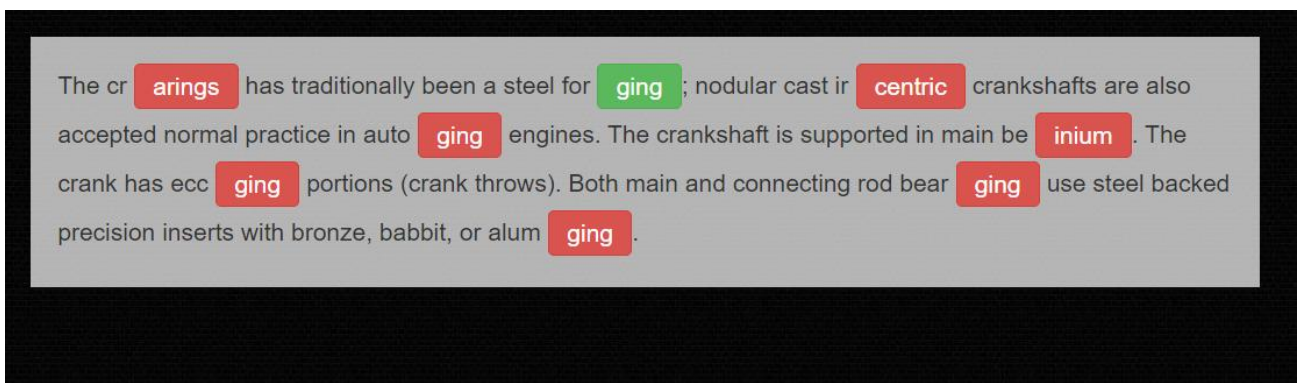 The cr arings has traditionally been a steel for ging ; nodular cast ir centric crankshafts are also
accepted normal practice in auto ging engines. The crankshaft is supported in main be inium . The
crank has ecc ging portions (crank throws). Both main and connecting rod bear ging use steel backed
precision inserts with bronze, babbit, or alum ging .